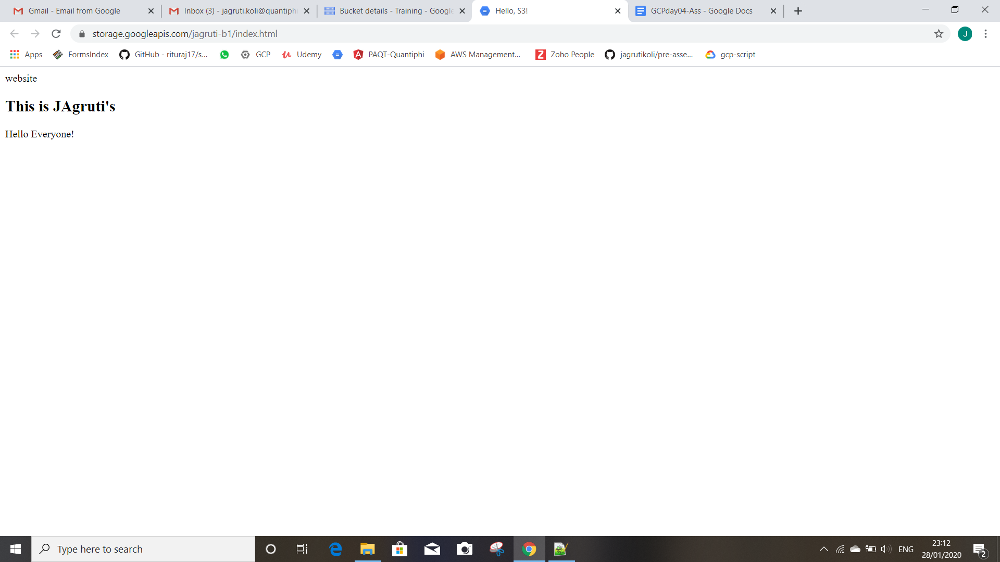 Gmail - Email from Google
Inbox (3) - jagruti.koli@quantiphi
Bucket details - Training - Google
Hello, S3!
GCPday04-Ass - Google Docs
storage.googleapis.com/jagruti-b1/index.html
J
Apps
FormsIndex
GitHub - rituraj17/s...
GCP
Udemy
PAQT-Quantiphi
AWS Management...
Z
Zoho People
jagrutikoli/pre-asse...
gcp-script
website
This is JAgruti's
Hello Everyone!
Type here to search
ENG
23:12
28/01/2020
2